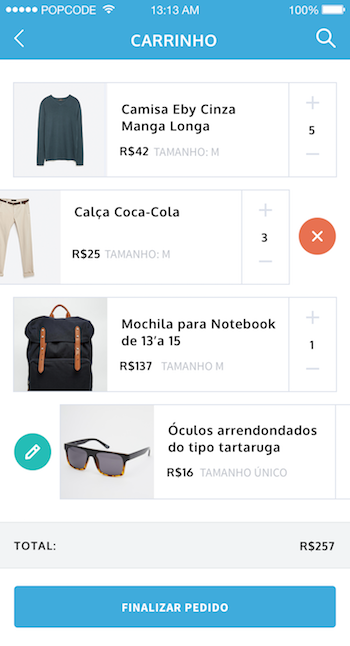 POPCODE 13:13 AM 100%
CARRINHO
Camisa Eby Cinza
Manga Longa
R$42 TAMANHO: M
5
Calça Coca-Cola
R$25 TAMANHO: M
3
Mochila para Notebook
de 13'a 15
R$137 TAMANHO M
1
Óculos arrendondados
do tipo tartaruga
R$16 TAMANHO ÚNICO
TOTAL: R$257
FINALIZAR PEDIDO